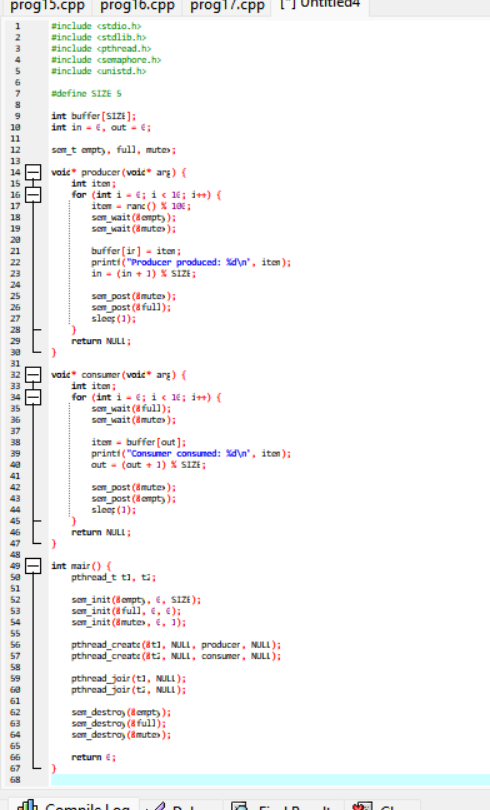 prog15.cpp prog16.cpp prog17.cpp [*] Untitled4
1 #include <stdio.h>
2 #include <stdlib.h>
3 #include <pthread.h>
4 #include <semaphore.h>
5 #include <unistd.h>
6
7 #define SIZE 5
8
9 int buffer[SIZE];
10 int in = 0, out = 0;
11
12 sem_t empty, full, mutex;
13
14 void* producer(void* arg) {
15 int item;
16 for (int i = 0; i < 10; i++) {
17 item = rand() % 100;
18 sem_wait(&empty);
19 sem_wait(&mutex);
20
21 buffer[in] = item;
22 printf("Producer produced: %d\n", item);
23 in = (in + 1) % SIZE;
24
25 sem_post(&mutex);
26 sem_post(&full);
27 sleep(1);
28 }
29 return NULL;
30 }
31
32 void* consumer(void* arg) {
33 int item;
34 for (int i = 0; i < 10; i++) {
35 sem_wait(&full);
36 sem_wait(&mutex);
37
38 item = buffer[out];
39 printf("Consumer consumed: %d\n", item);
40 out = (out + 1) % SIZE;
41
42 sem_post(&mutex);
43 sem_post(&empty);
44 sleep(1);
45 }
46 return NULL;
47 }
48
49 int main() {
50 pthread_t t1, t2;
51
52 sem_init(&empty, 0, SIZE);
53 sem_init(&full, 0, 0);
54 sem_init(&mutex, 0, 1);
55
56 pthread_create(&t1, NULL, producer, NULL);
57 pthread_create(&t2, NULL, consumer, NULL);
58
59 pthread_join(t1, NULL);
60 pthread_join(t2, NULL);
61
62 sem_destroy(&empty);
63 sem_destroy(&full);
64 sem_destroy(&mutex);
65
66 return 0;
67 }
68
Compile Log